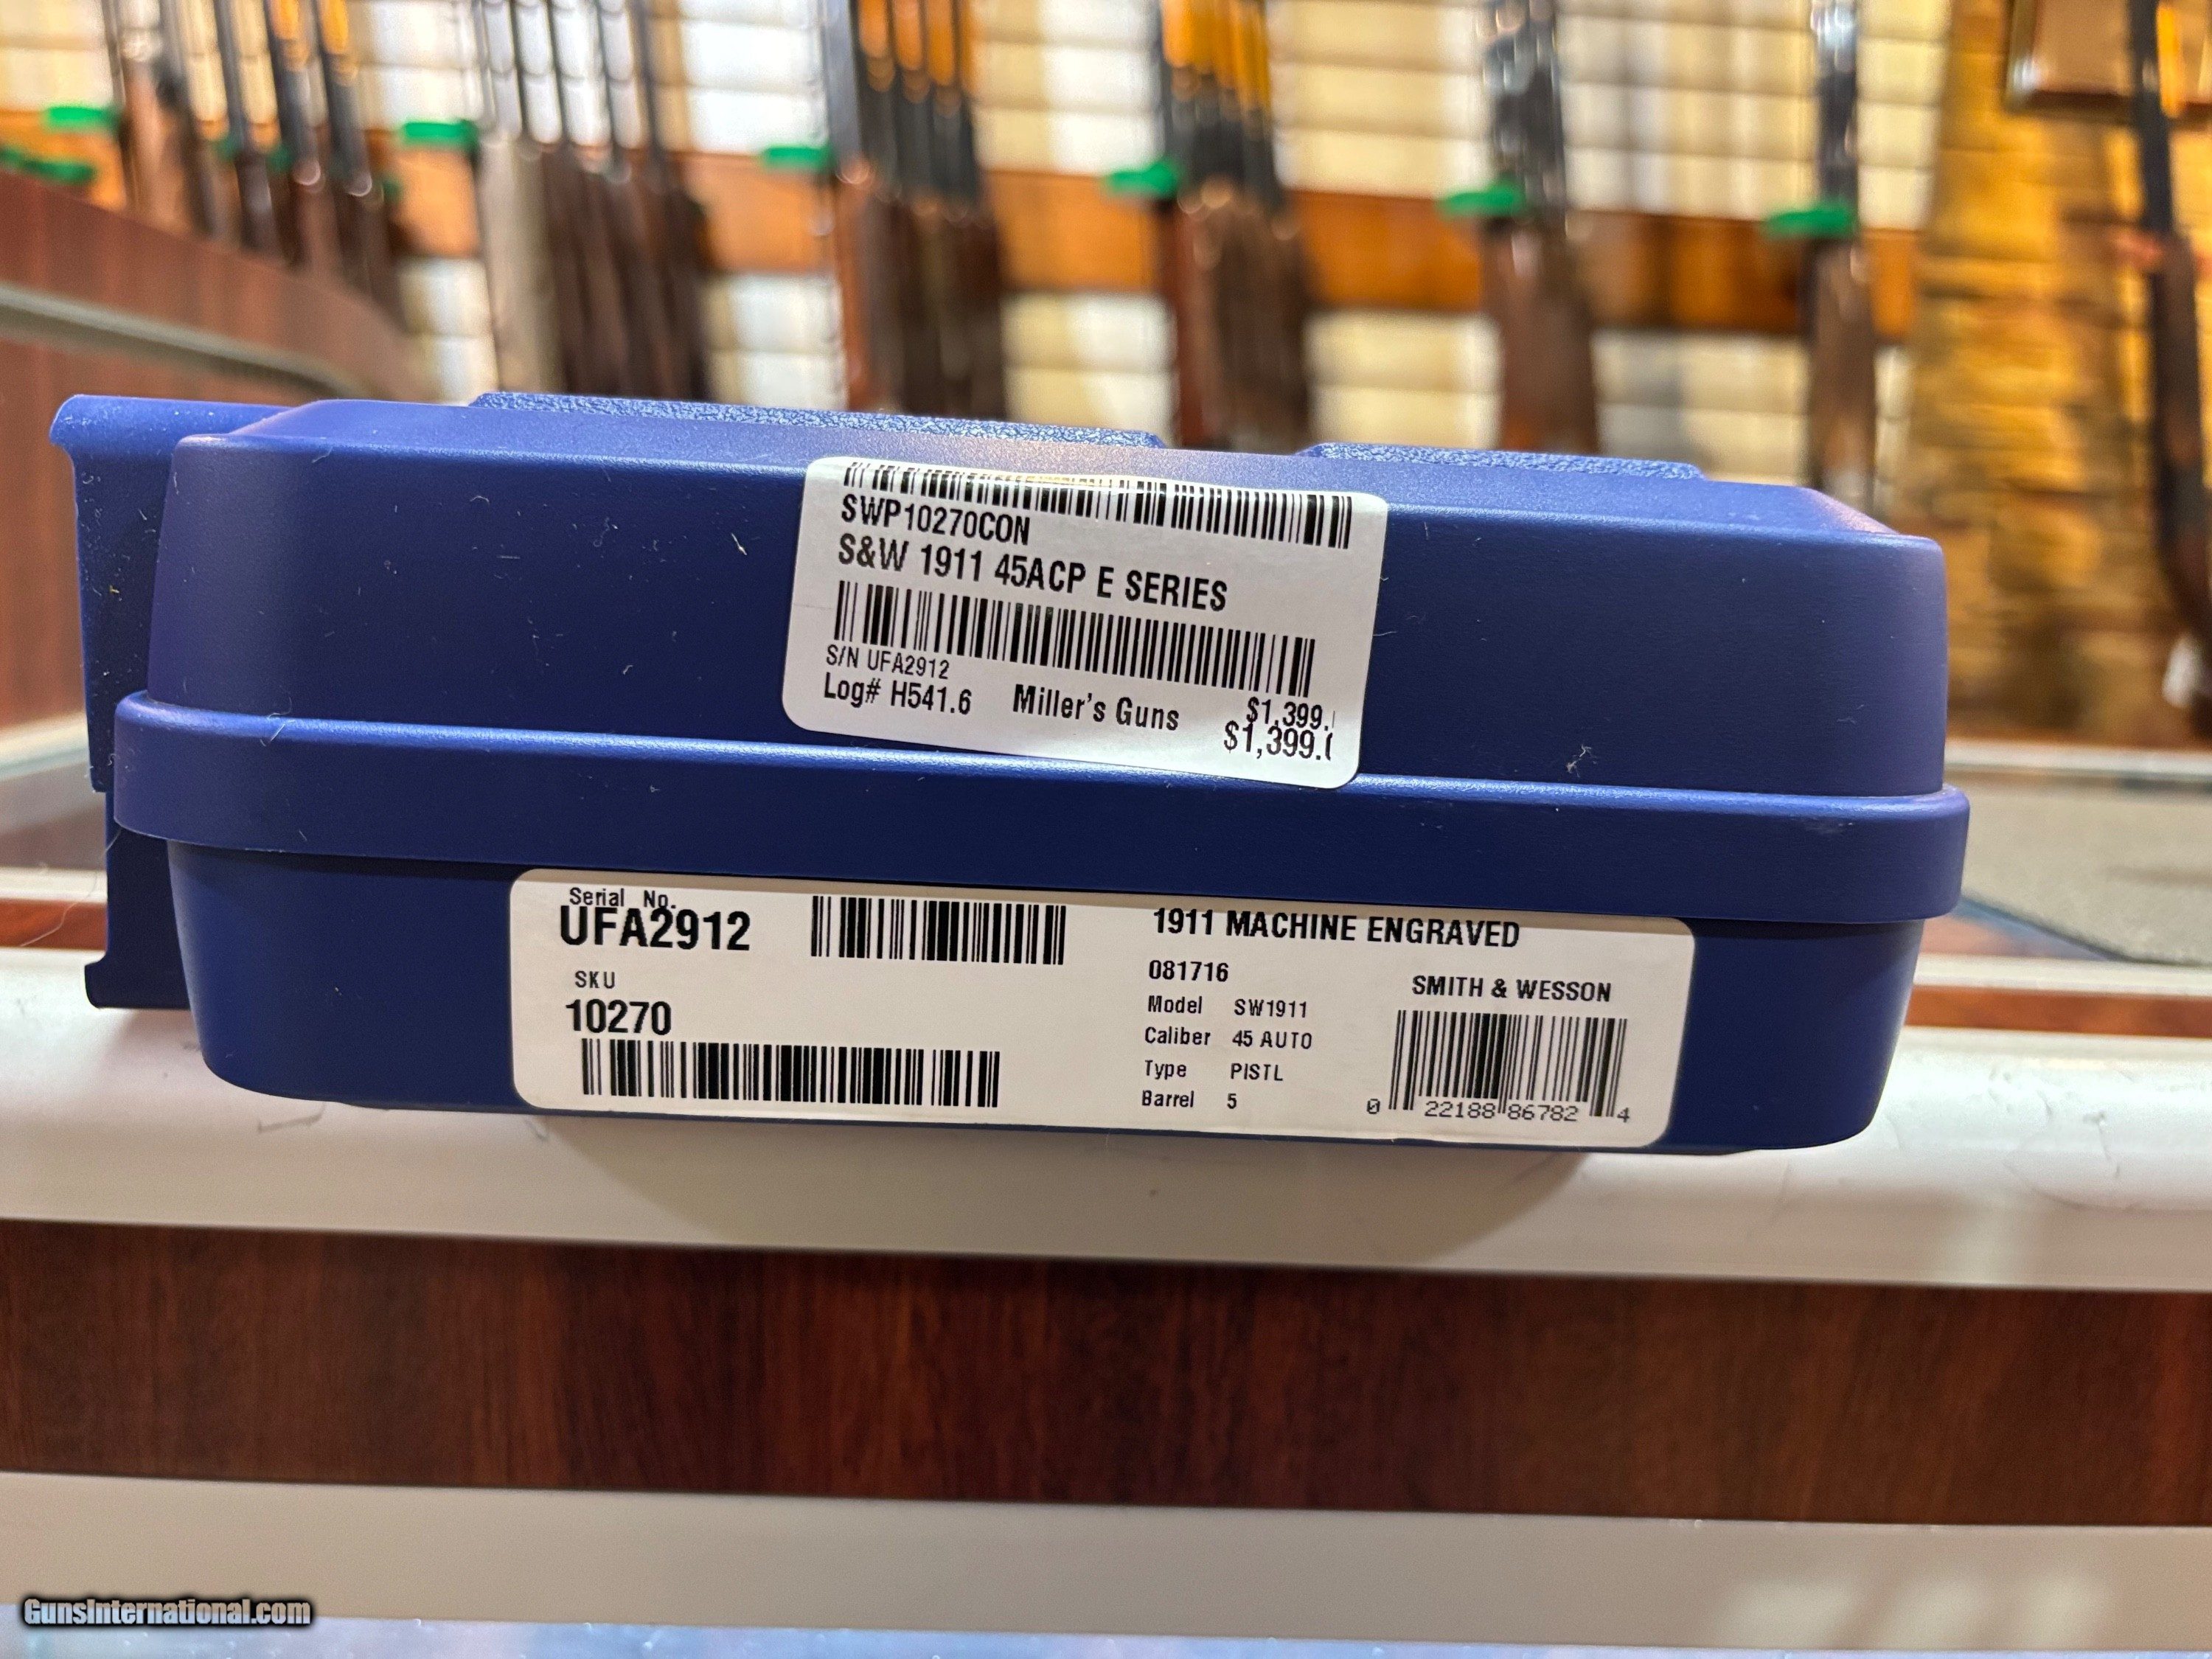 SWP10270CON
S&W 1911 45ACP E SERIES
S/N UFA2912
Log# H541.6 Miller's Guns $1,399.
$1,399.
Serial No.
UFA2912
SKU
10270
1911 MACHINE ENGRAVED
081716
Model SW1911
Caliber 45 AUTO
Type PISTL
Barrel 5
SMITH & WESSON
0 22188 86782 4
GunsInternational.com